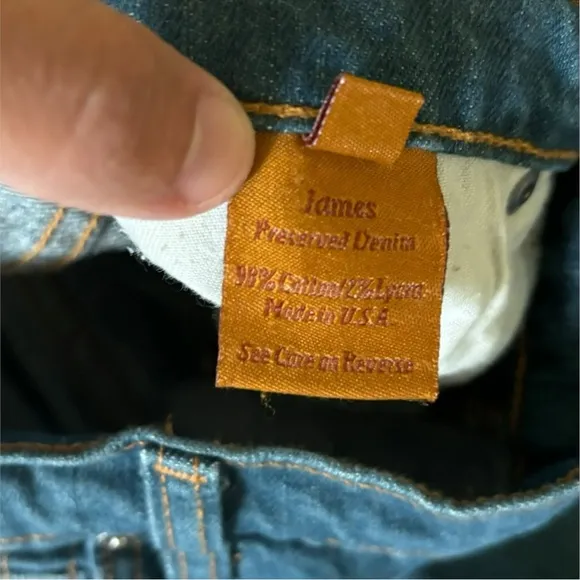 James
Preserved Denim
98% Cotton/2% Lycra
Made in U.S.A.
See Care on Reverse